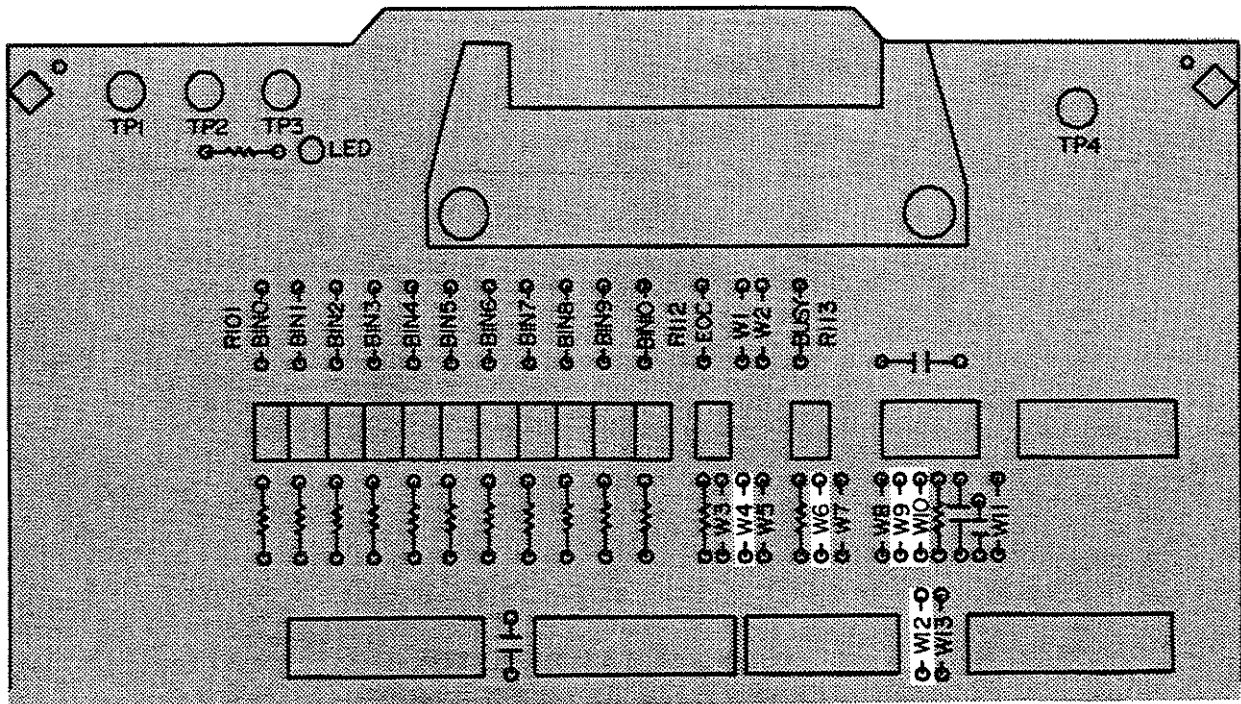 TP1 TP2 TP3 TP4
LED
R101 BIN0 BIN1 BIN2 BIN3 BIN4 BIN5 BIN6 BIN7 BIN8 BIN9 BIN10 R112 EOC W1 W2 BUSY R113
W3 W4 W5 W6 W7 W8 W9 W10 W11
W12 W13